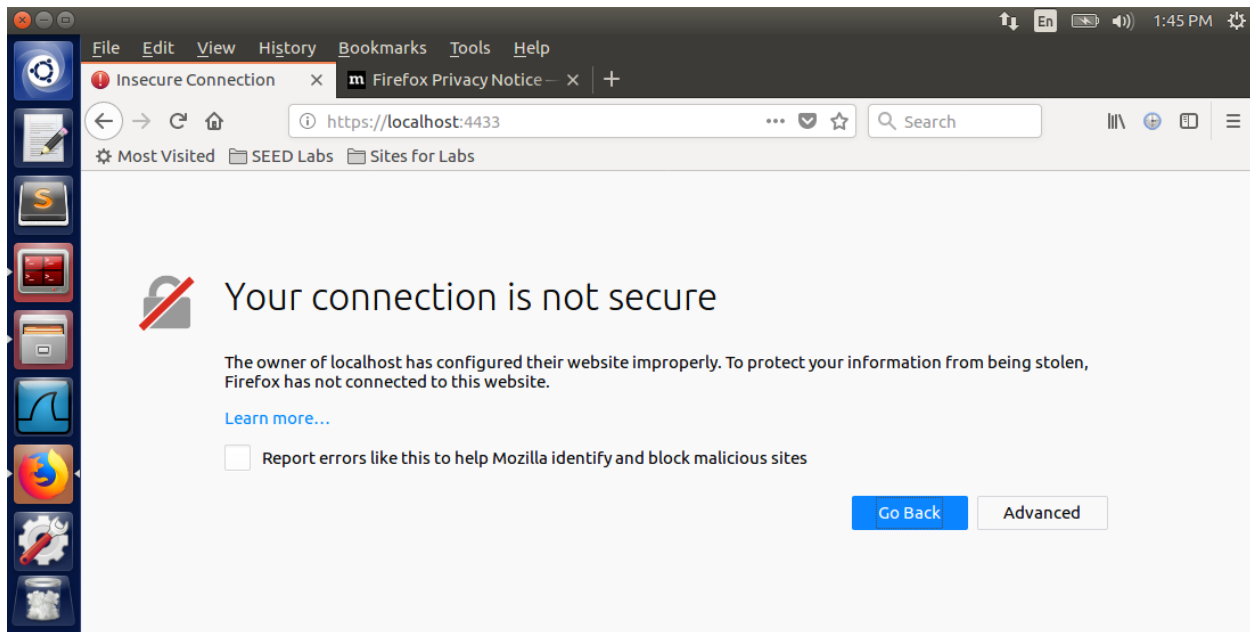 En 1:45 PM
File Edit View History Bookmarks Tools Help
Insecure Connection m Firefox Privacy Notice —
https://localhost:4433 Search
Most Visited SEED Labs Sites for Labs
S
Your connection is not secure
The owner of localhost has configured their website improperly. To protect your information from being stolen,
Firefox has not connected to this website.
Learn more...
Report errors like this to help Mozilla identify and block malicious sites
Go Back Advanced